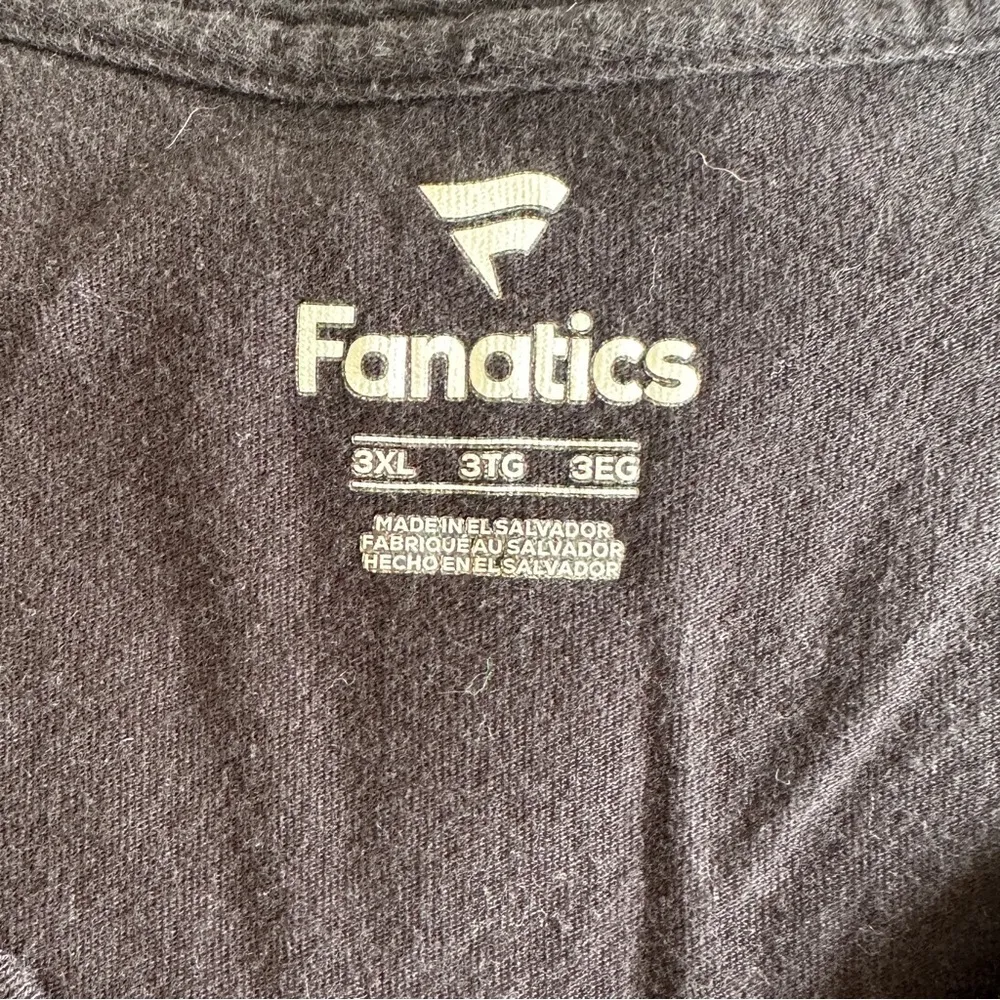 Fanatics
3XL 3TG 3EG
MADE IN EL SALVADOR
FABRIQUÉ AU SALVADOR
HECHO EN EL SALVADOR